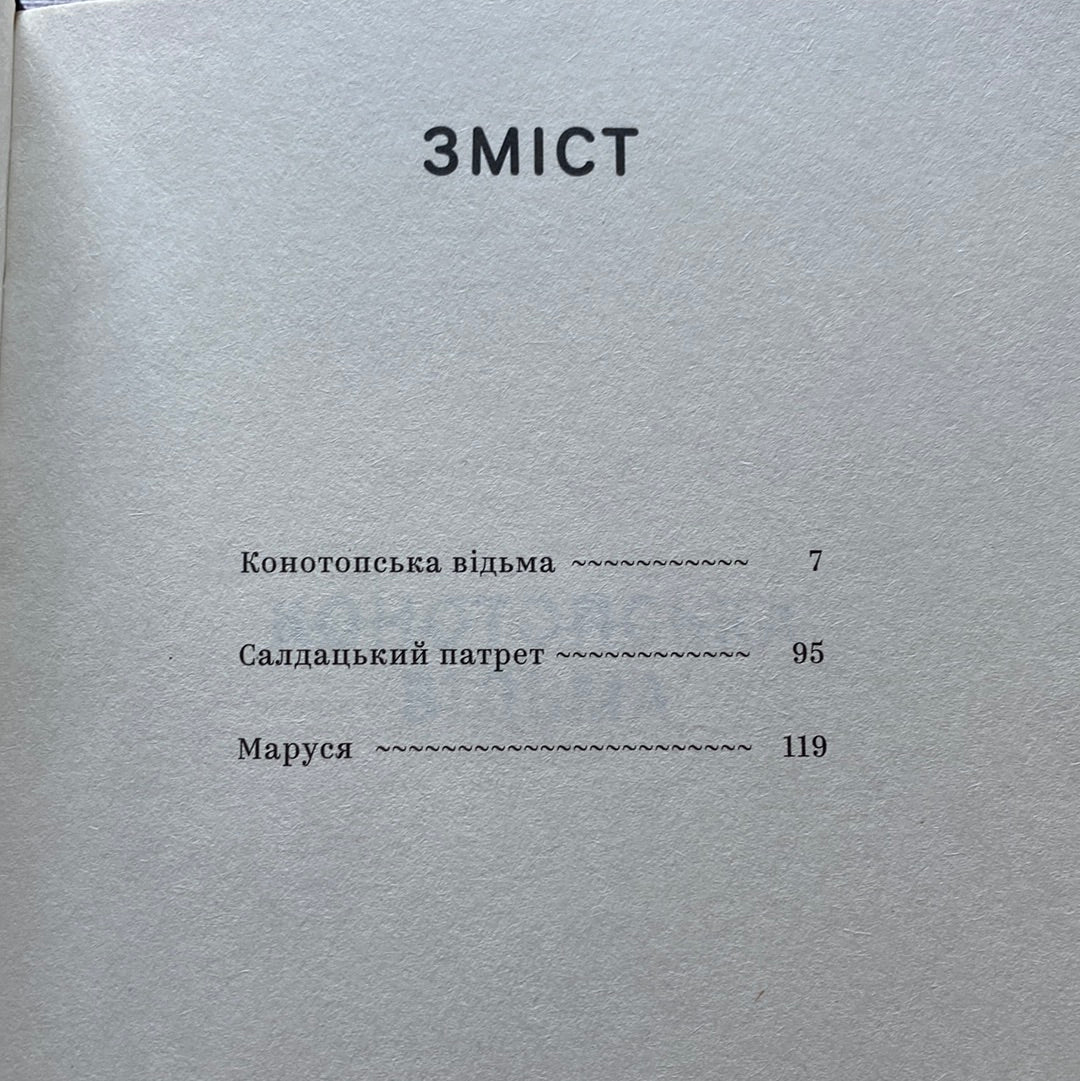 ЗМІСТ
Конотопська відьма ~~~~~~~~~~~ 7
Салдацький патрет ~~~~~~~~~~~~ 95
Маруся ~~~~~~~~~~~~~~~~~~~~~~~ 119